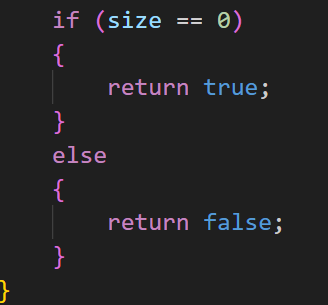 if (size == 0)
{
return true;
}
else
{
return false;
}
}